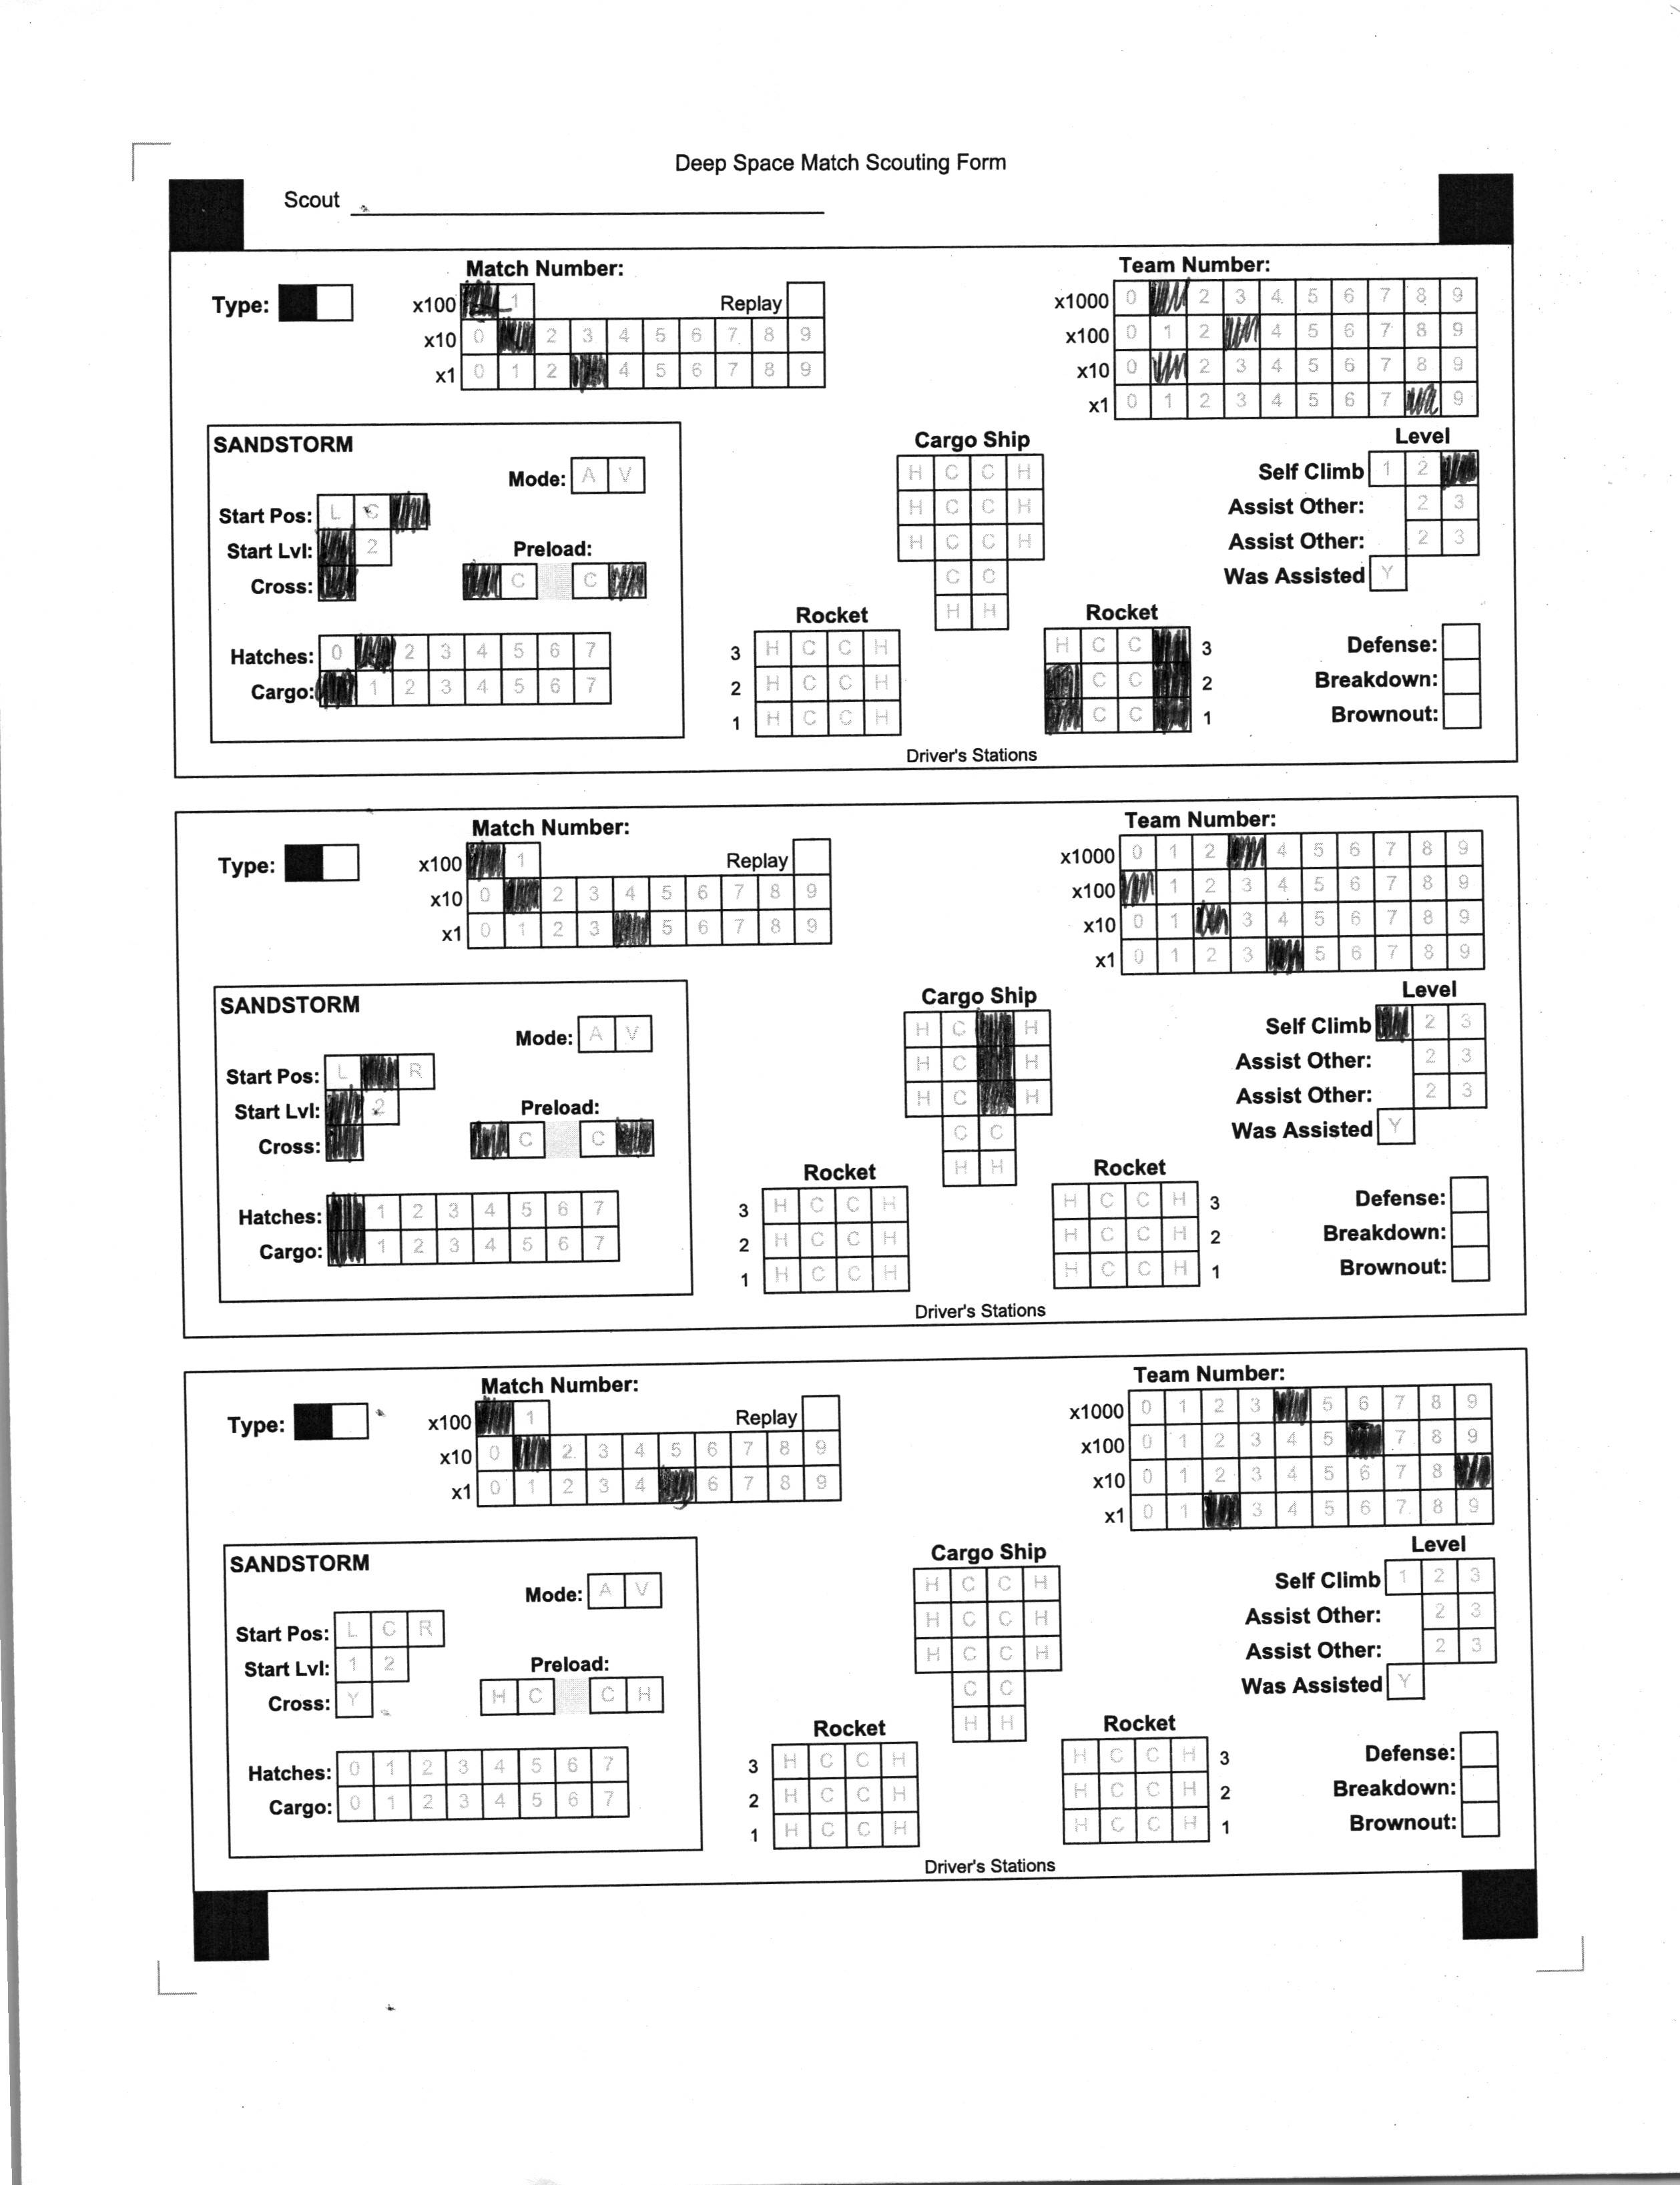 Deep Space Match Scouting Form
Scout
Match Number:
Team Number:
Type:
x100 1 Replay
x10 0 2 3 4 5 6 7 8 9
x1 0 1 2 4 5 6 7 8 9
x1000 0 2 3 4 5 6 7 8 9
x100 0 1 2 4 5 6 7 8 9
x10 0 2 3 4 5 6 7 8 9
x1 0 1 2 3 4 5 6 7 9
SANDSTORM
Mode: A V
Start Pos: L C
Start Lvl: 2
Cross:
Preload:
C C
Hatches: 0 2 3 4 5 6 7
Cargo: 1 2 3 4 5 6 7
Cargo Ship
H C C H
H C C H
H C C H
C C
H H
Rocket
3 H C C H
2 H C C H
1 H C C H
Rocket
H C C 3
C C 2
C C 1
Driver's Stations
Level
Self Climb 1 2
Assist Other: 2 3
Assist Other: 2 3
Was Assisted Y
Defense:
Breakdown:
Brownout:
Match Number:
Team Number:
Type:
x100 1 Replay
x10 0 2 3 4 5 6 7 8 9
x1 0 1 2 3 5 6 7 8 9
x1000 0 1 2 4 5 6 7 8 9
x100 1 2 3 4 5 6 7 8 9
x10 0 1 3 4 5 6 7 8 9
x1 0 1 2 3 5 6 7 8 9
SANDSTORM
Mode: A V
Start Pos: L R
Start Lvl: 2
Cross:
Preload:
C C
Hatches: 1 2 3 4 5 6 7
Cargo: 1 2 3 4 5 6 7
Cargo Ship
H C H
H C H
H C H
C C
H H
Rocket
3 H C C H
2 H C C H
1 H C C H
Rocket
H C C H 3
H C C H 2
H C C H 1
Driver's Stations
Level
Self Climb 2 3
Assist Other: 2 3
Assist Other: 2 3
Was Assisted Y
Defense:
Breakdown:
Brownout:
Match Number:
Team Number:
Type:
x100 1 Replay
x10 0 2 3 4 5 6 7 8 9
x1 0 1 2 3 4 6 7 8 9
x1000 0 1 2 3 5 6 7 8 9
x100 0 1 2 3 4 5 7 8 9
x10 0 1 2 3 4 5 6 7 8
x1 0 1 3 4 5 6 7 8 9
SANDSTORM
Mode: A V
Start Pos: L C R
Start Lvl: 1 2
Cross: Y
Preload:
H C C H
Hatches: 0 1 2 3 4 5 6 7
Cargo: 0 1 2 3 4 5 6 7
Cargo Ship
H C C H
H C C H
H C C H
C C
H H
Rocket
3 H C C H
2 H C C H
1 H C C H
Rocket
H C C H 3
H C C H 2
H C C H 1
Driver's Stations
Level
Self Climb 1 2 3
Assist Other: 2 3
Assist Other: 2 3
Was Assisted Y
Defense:
Breakdown:
Brownout: